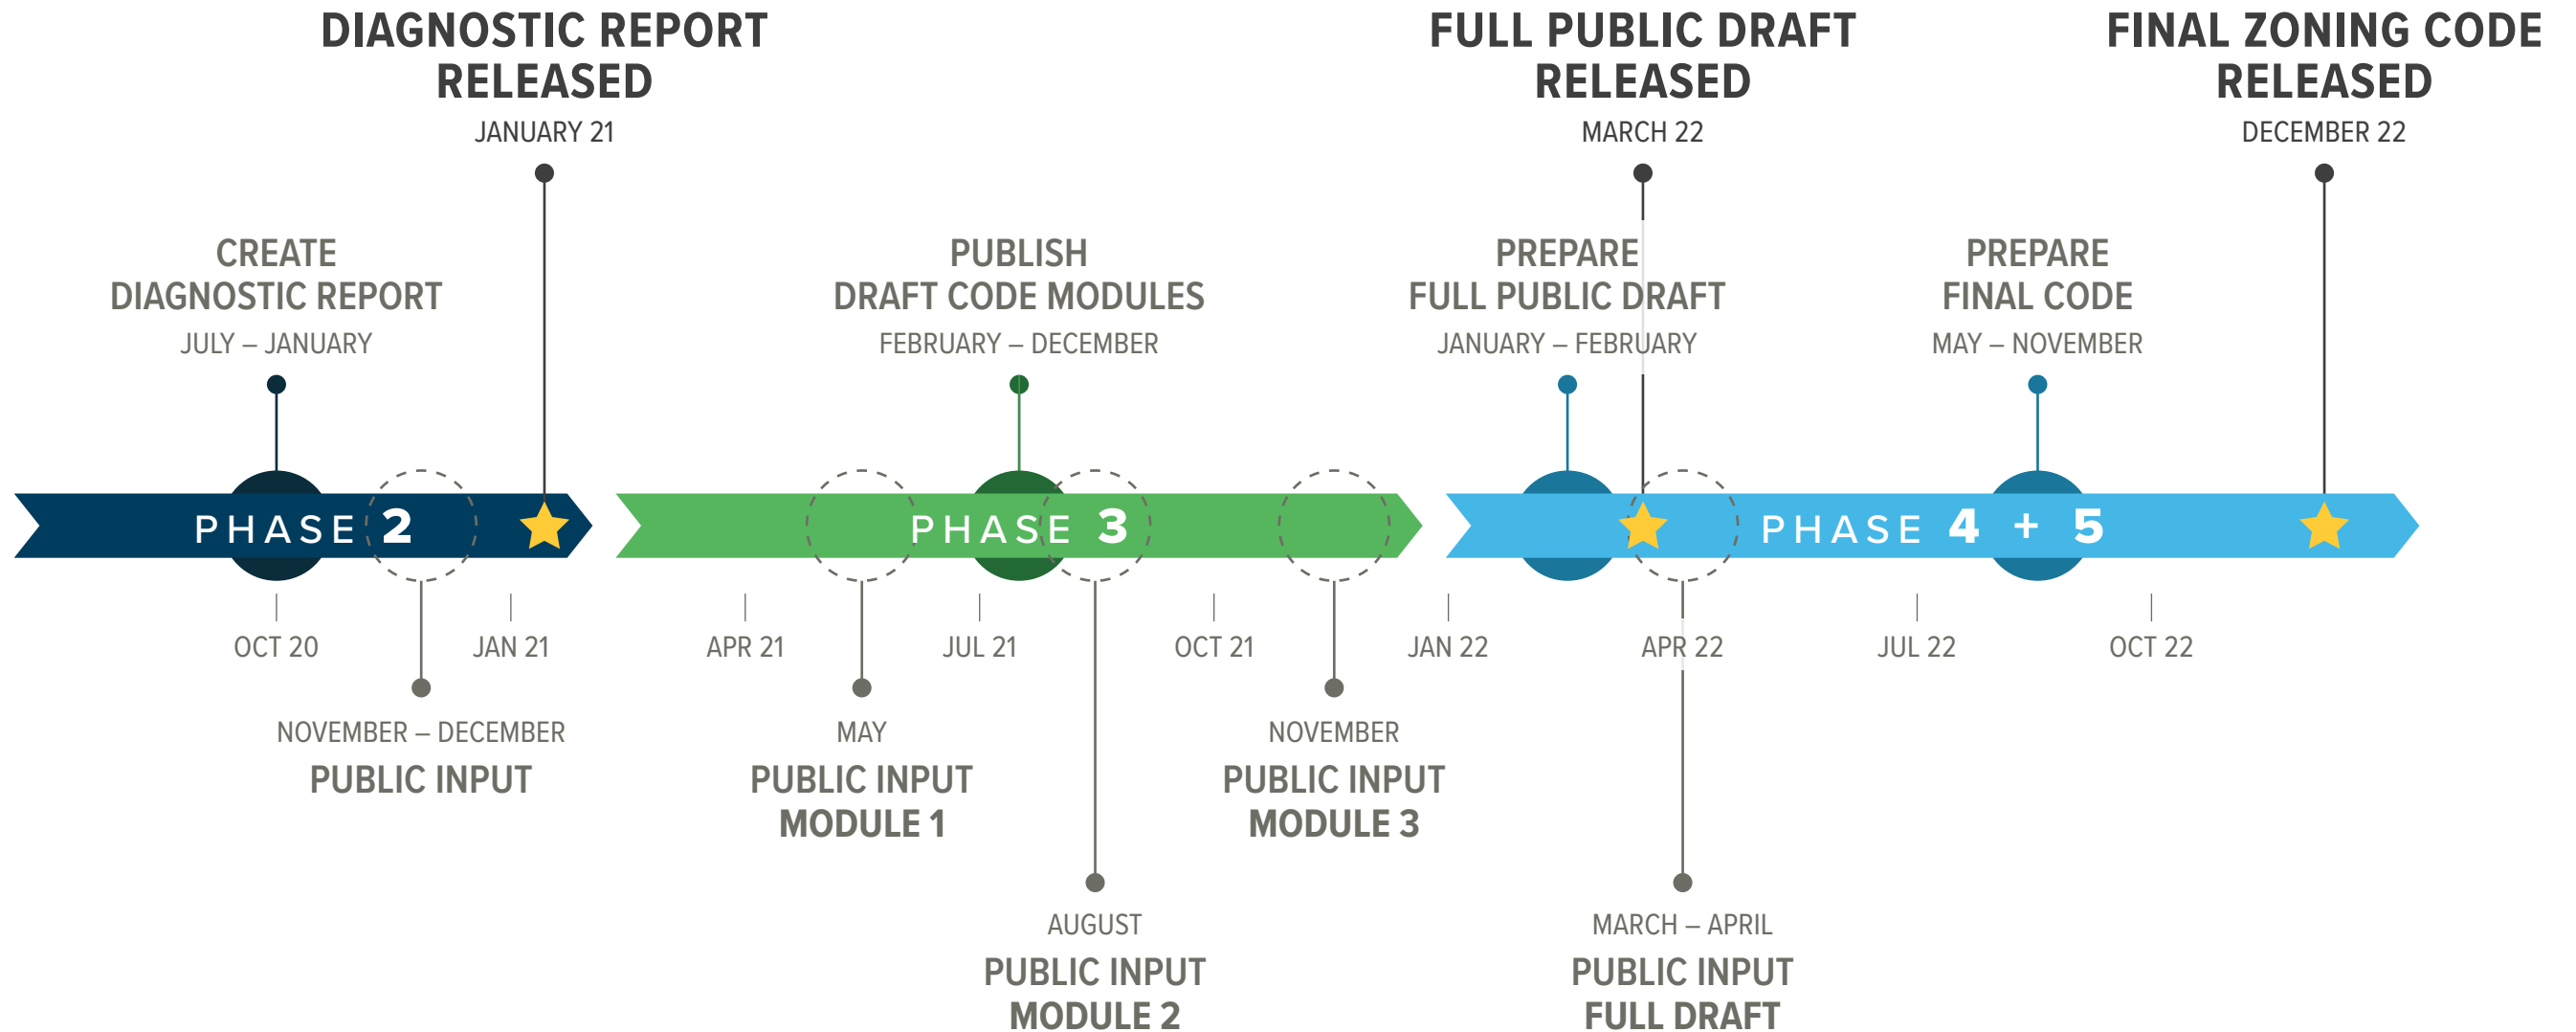 DIAGNOSTIC REPORT
RELEASED
JANUARY 21
FULL PUBLIC DRAFT
RELEASED
MARCH 22
FINAL ZONING CODE
RELEASED
DECEMBER 22
CREATE
DIAGNOSTIC REPORT
JULY – JANUARY
PUBLISH
DRAFT CODE MODULES
FEBRUARY – DECEMBER
PREPARE
FULL PUBLIC DRAFT
JANUARY – FEBRUARY
PREPARE
FINAL CODE
MAY – NOVEMBER
PHASE 2
PHASE 3
PHASE 4 + 5
OCT 20
JAN 21
APR 21
JUL 21
OCT 21
JAN 22
APR 22
JUL 22
OCT 22
NOVEMBER – DECEMBER
PUBLIC INPUT
MAY
PUBLIC INPUT
MODULE 1
NOVEMBER
PUBLIC INPUT
MODULE 3
AUGUST
PUBLIC INPUT
MODULE 2
MARCH – APRIL
PUBLIC INPUT
FULL DRAFT